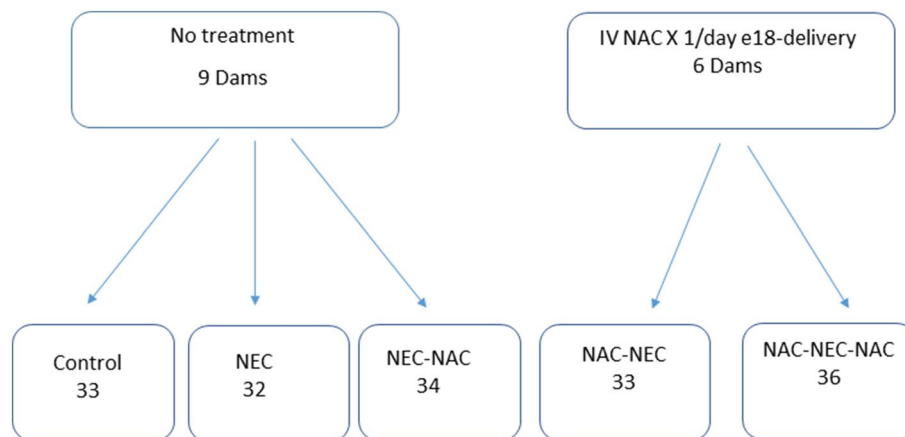 No treatment
9 Dams
IV NAC X 1/day e18-delivery
6 Dams
Control
33
NEC
32
NEC-NAC
34
NAC-NEC
33
NAC-NEC-NAC
36